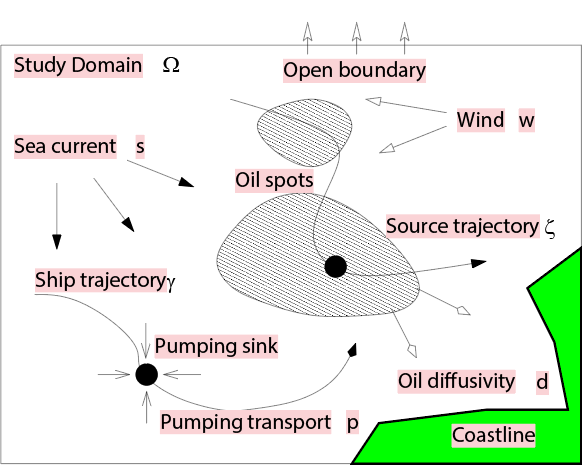 Study Domain Ω
Open boundary
Wind w
Sea current s
Oil spots
Source trajectory ζ
Ship trajectory γ
Pumping sink
Oil diffusivity d
Pumping transport p
Coastline